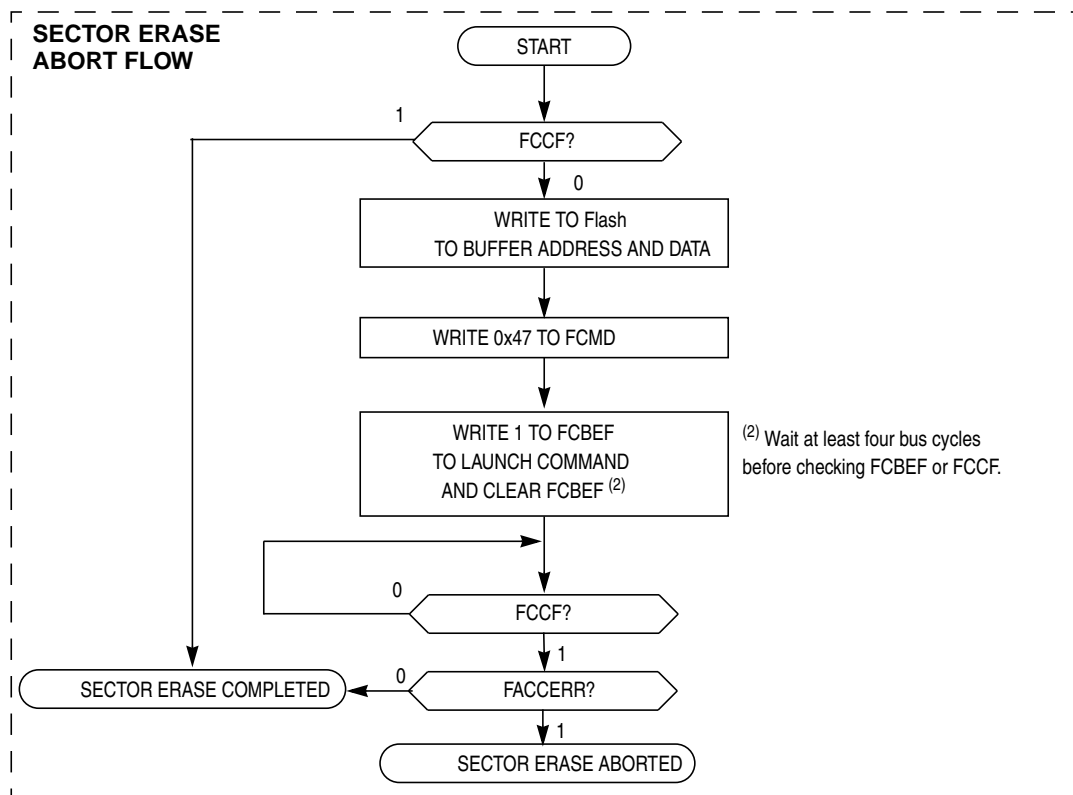 SECTOR ERASE
ABORT FLOW
START
1
FCCF?
0
WRITE TO Flash
TO BUFFER ADDRESS AND DATA
WRITE 0x47 TO FCMD
WRITE 1 TO FCBEF
TO LAUNCH COMMAND
AND CLEAR FCBEF (2)
(2) Wait at least four bus cycles
before checking FCBEF or FCCF.
0
FCCF?
1
SECTOR ERASE COMPLETED
0
FACCERR?
1
SECTOR ERASE ABORTED